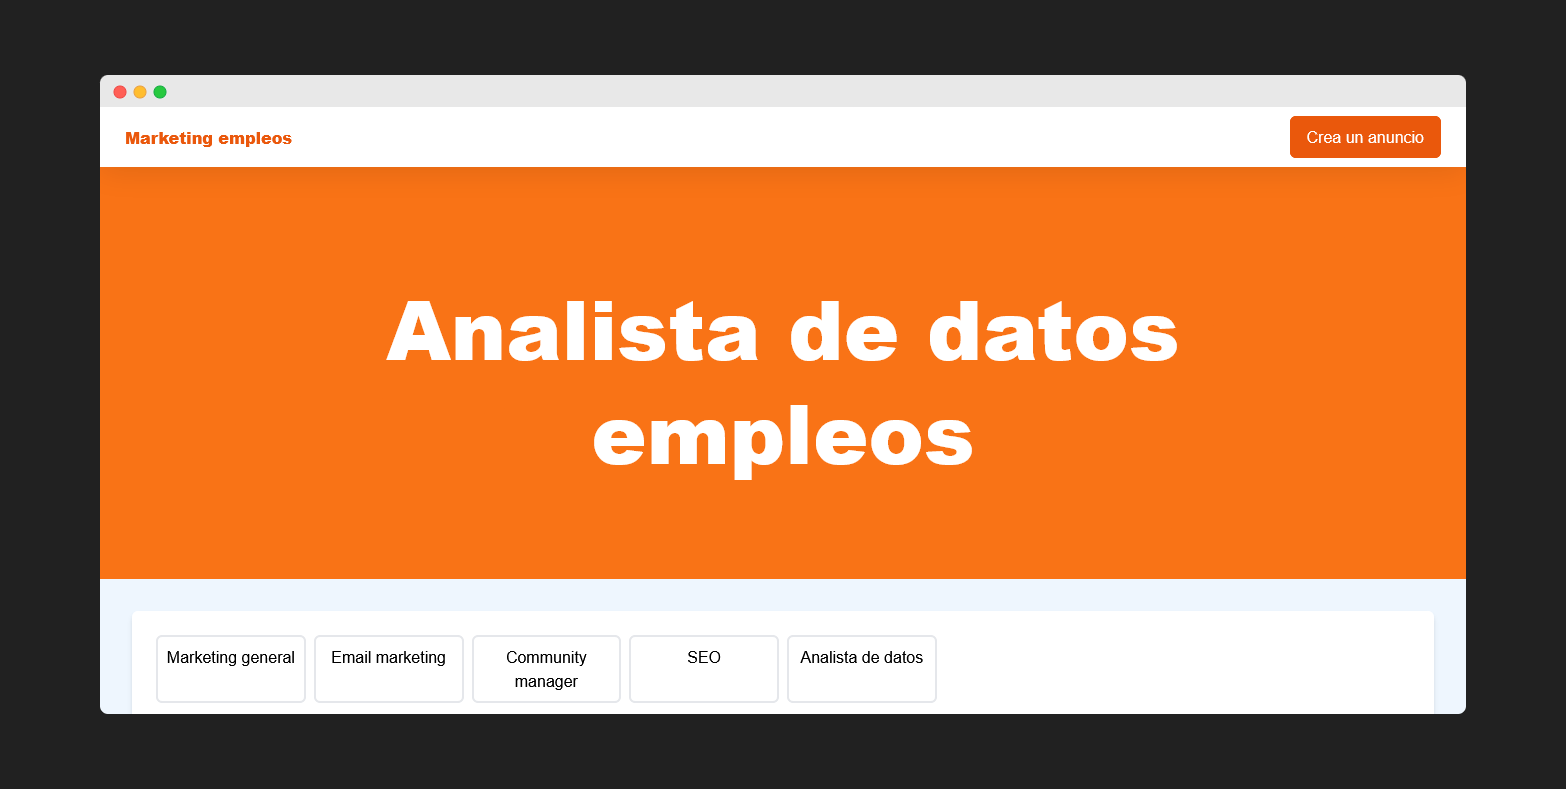 Marketing empleos
Crea un anuncio
Analista de datos
empleos
Marketing general
Email marketing
Community
manager
SEO
Analista de datos